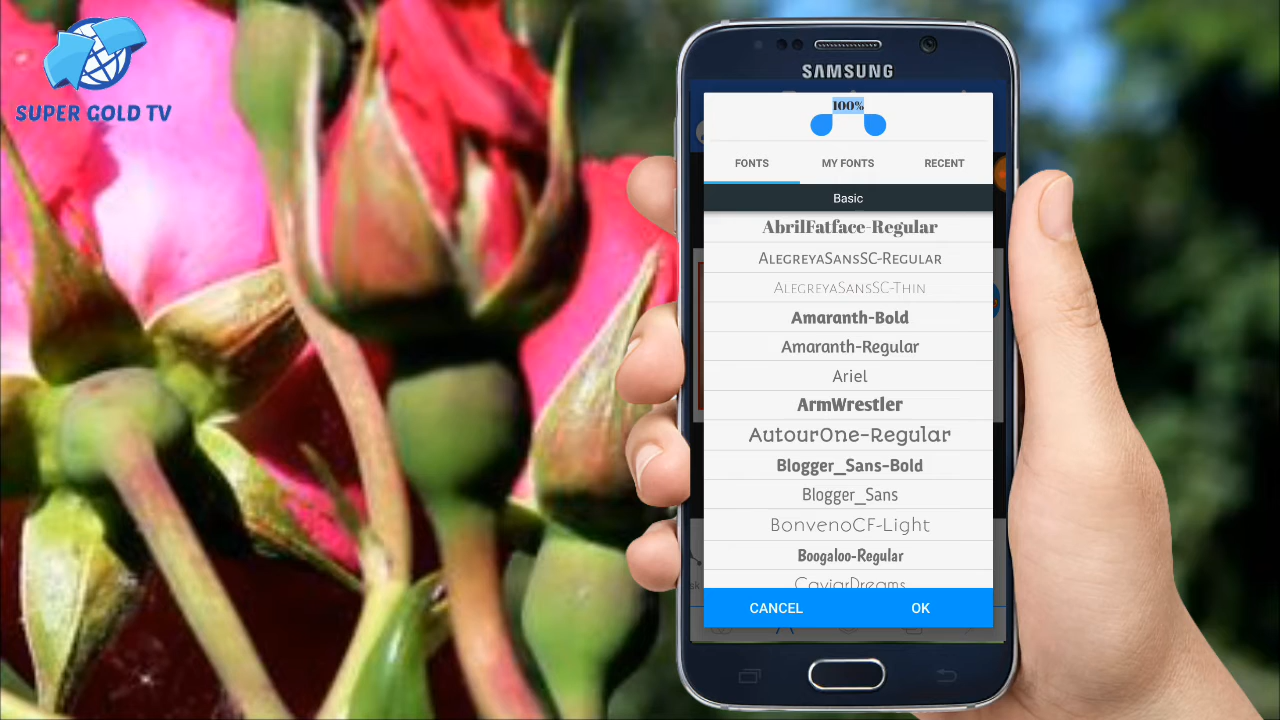 SUPER GOLD TV
SAMSUNG
100%
FONTS MY FONTS RECENT
Basic
AbrilFatface-Regular
AlegreyaSansSC-Regular
AlegreyaSansSC-Thin
Amaranth-Bold
Amaranth-Regular
Ariel
ArmWrestler
AutourOne-Regular
Blogger_Sans-Bold
Blogger_Sans
BonvenoCF-Light
Boogaloo-Regular
CaviarDreams
CANCEL OK